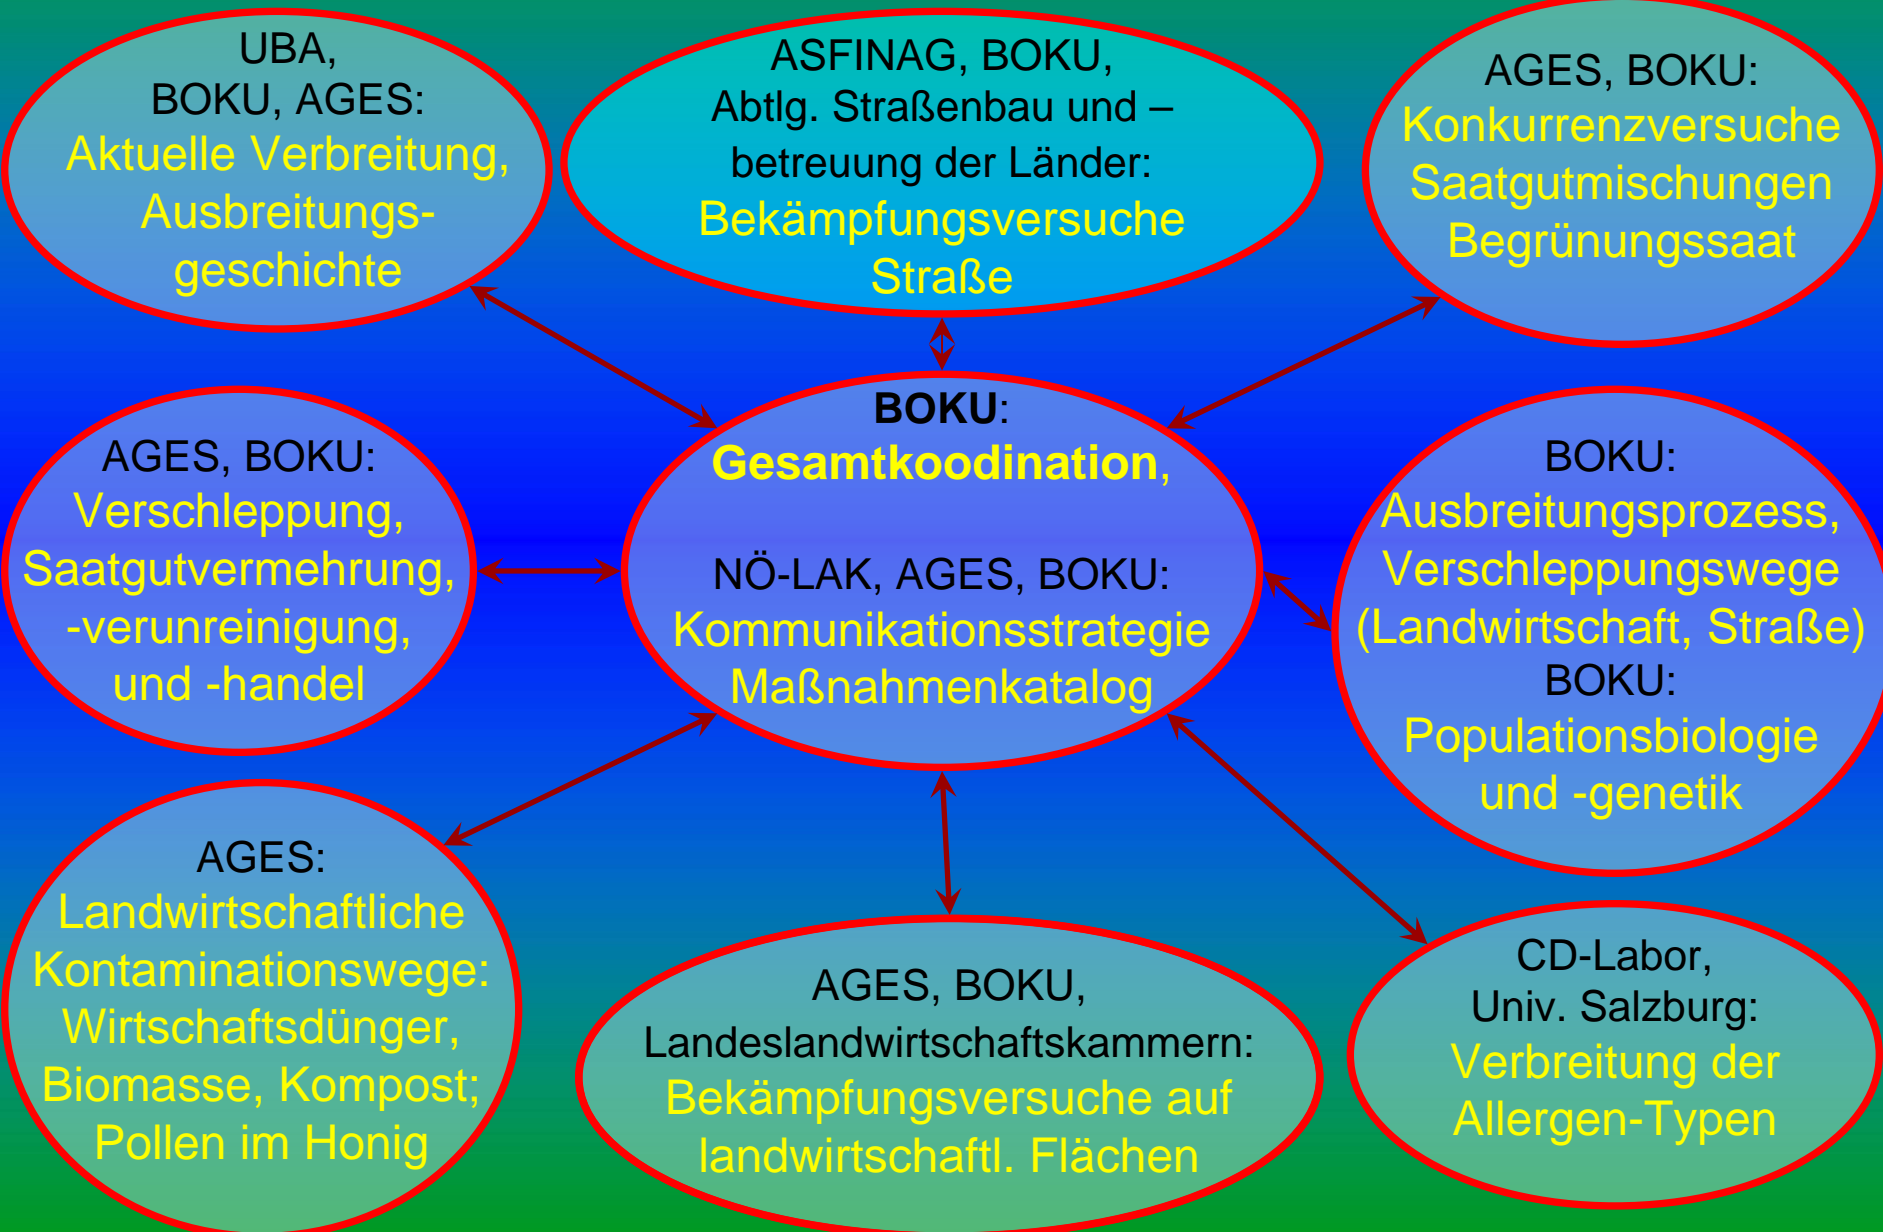 UBA,
BOKU, AGES:
Aktuelle Verbreitung,
Ausbreitungs-
geschichte
ASFINAG, BOKU,
Abtlg. Straßenbau und –
betreuung der Länder:
Bekämpfungsversuche
Straße
AGES, BOKU:
Konkurrenzversuche
Saatgutmischungen
Begrünungssaat
AGES, BOKU:
Verschleppung,
Saatgutvermehrung,
-verunreinigung,
und -handel
BOKU:
Gesamtkoodination,
NÖ-LAK, AGES, BOKU:
Kommunikationsstrategie
Maßnahmenkatalog
BOKU:
Ausbreitungsprozess,
Verschleppungswege
(Landwirtschaft, Straße)
BOKU:
Populationsbiologie
und -genetik
AGES:
Landwirtschaftliche
Kontaminationswege:
Wirtschaftsdünger,
Biomasse, Kompost;
Pollen im Honig
AGES, BOKU,
Landeslandwirtschaftskammern:
Bekämpfungsversuche auf
landwirtschaftl. Flächen
CD-Labor,
Univ. Salzburg:
Verbreitung der
Allergen-Typen